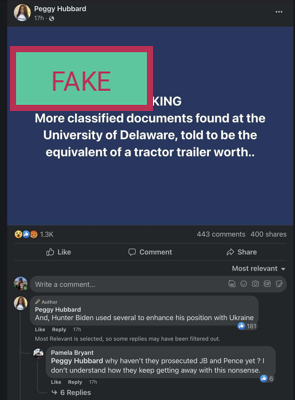 Peggy Hubbard
17h
FAKE
KING
More classified documents found at the
University of Delaware, told to be the
equivalent of a tractor trailer worth..
1.3K
443 comments 400 shares
Like
Comment
Share
Most relevant
Write a comment...
Author
Peggy Hubbard
And, Hunter Biden used several to enhance his position with Ukraine
Like Reply 17h
181
Most Relevant is selected, so some replies may have been filtered out.
Pamela Bryant
Peggy Hubbard why haven't they prosecuted JB and Pence yet ? I
don't understand how they keep getting away with this nonsense.
Like Reply 17h
6
6 Replies